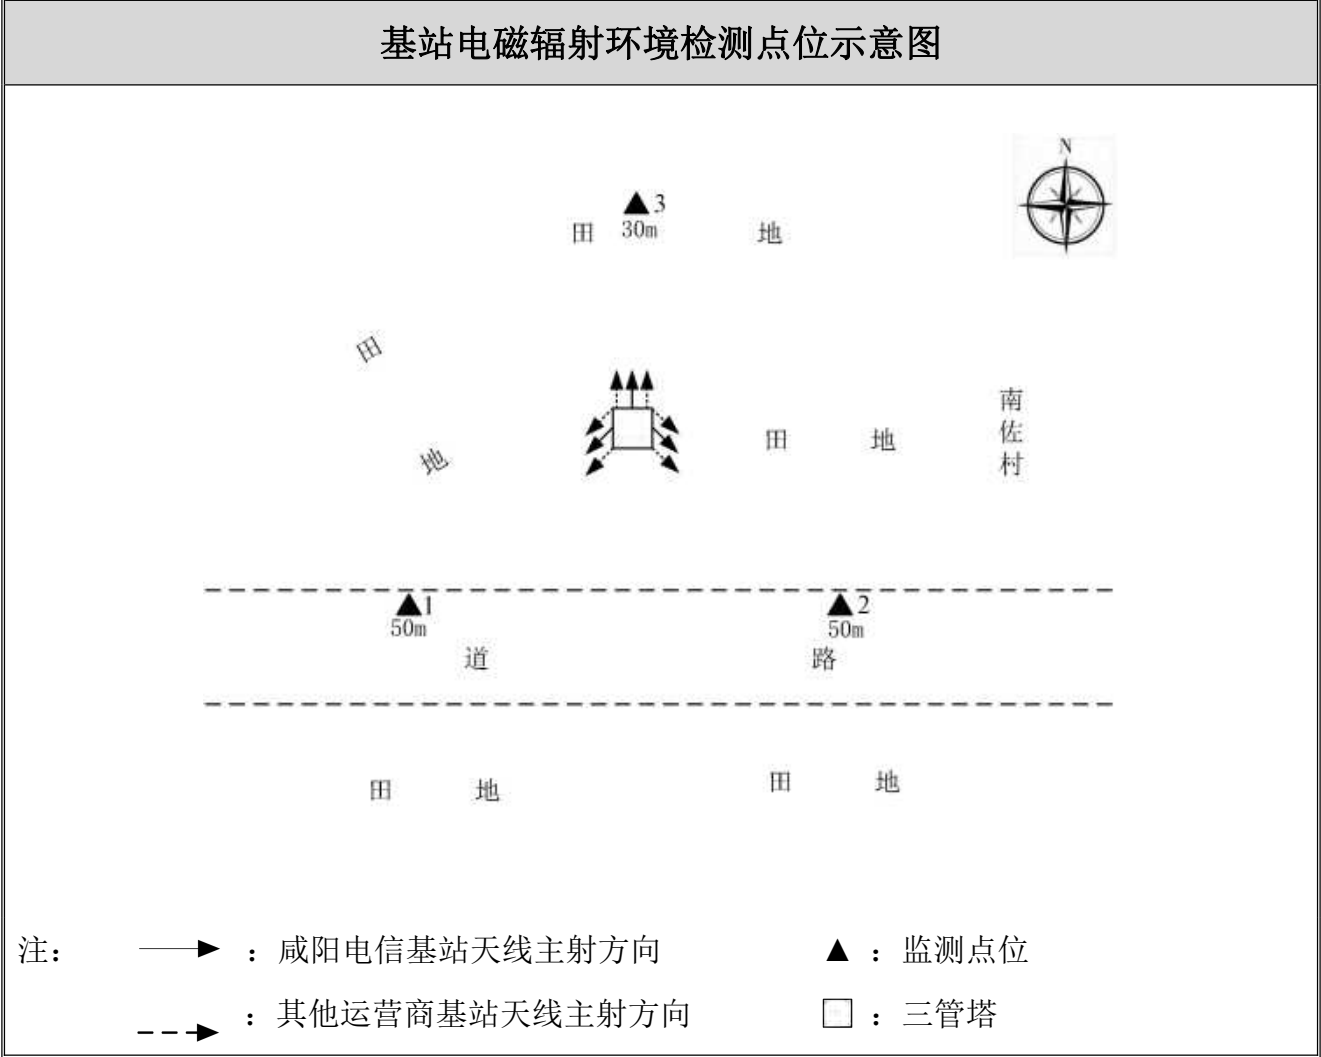 基站电磁辐射环境检测点位示意图
N
3
30m
田 地
田
地
田 地
南佐村
1
50m
2
50m
道 路
田 地
田 地
注： ：咸阳电信基站天线主射方向 ▲：监测点位
：其他运营商基站天线主射方向 ：三管塔